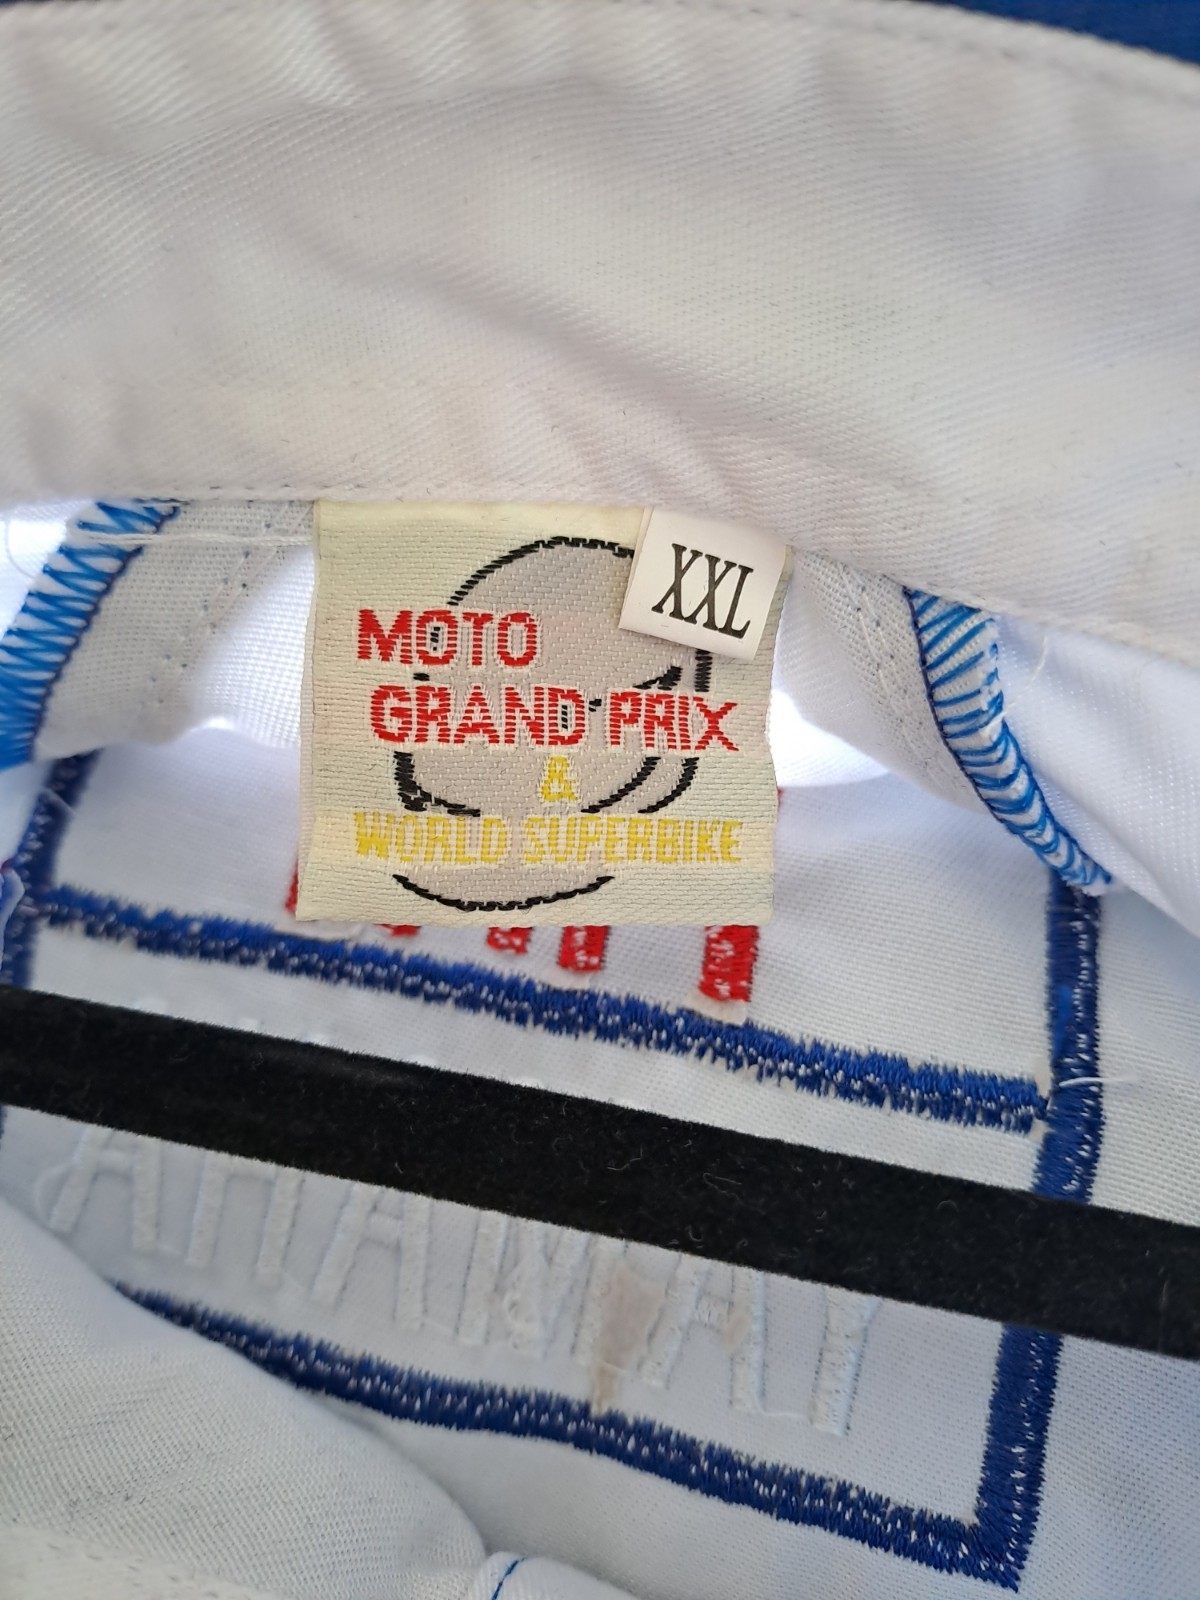 XXL
MOTO
GRAND PRIX
&
WORLD SUPERBIKE